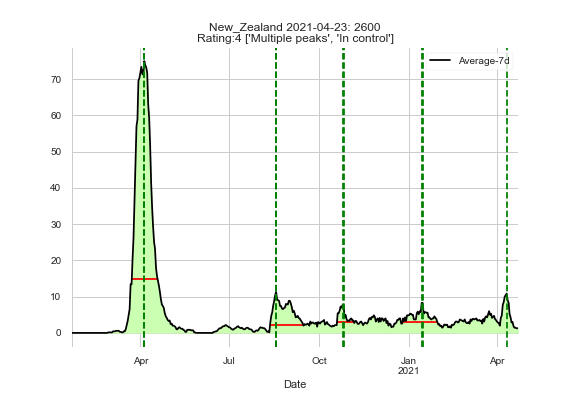 New_Zealand 2021-04-23: 2600
Rating:4 ['Multiple peaks', 'In control']
Average-7d
70
60
50
40
30
20
10
0
Apr
Jul
Oct
Jan
2021
Apr
Date